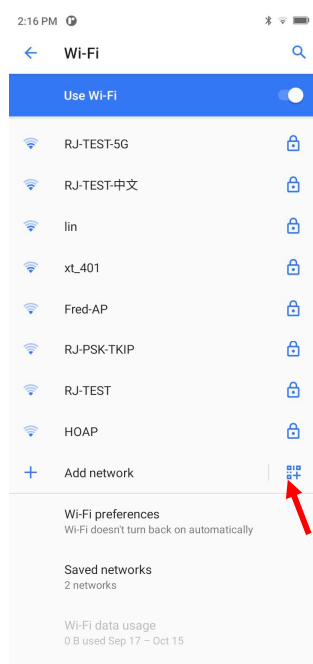 2:16 PM
Wi-Fi
Use Wi-Fi
RJ-TEST-5G
RJ-TEST-中文
lin
xt_401
Fred-AP
RJ-PSK-TKIP
RJ-TEST
HOAP
Add network
Wi-Fi preferences
Wi-Fi doesn't turn back on automatically
Saved networks
2 networks
Wi-Fi data usage
0 B used Sep 17 – Oct 15